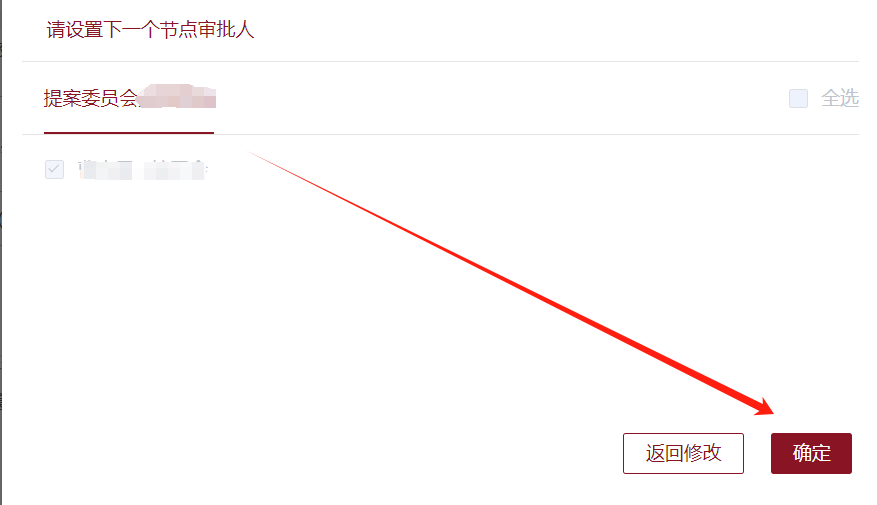 请设置下一个节点审批人
提案委员会
全选
返回修改
确定